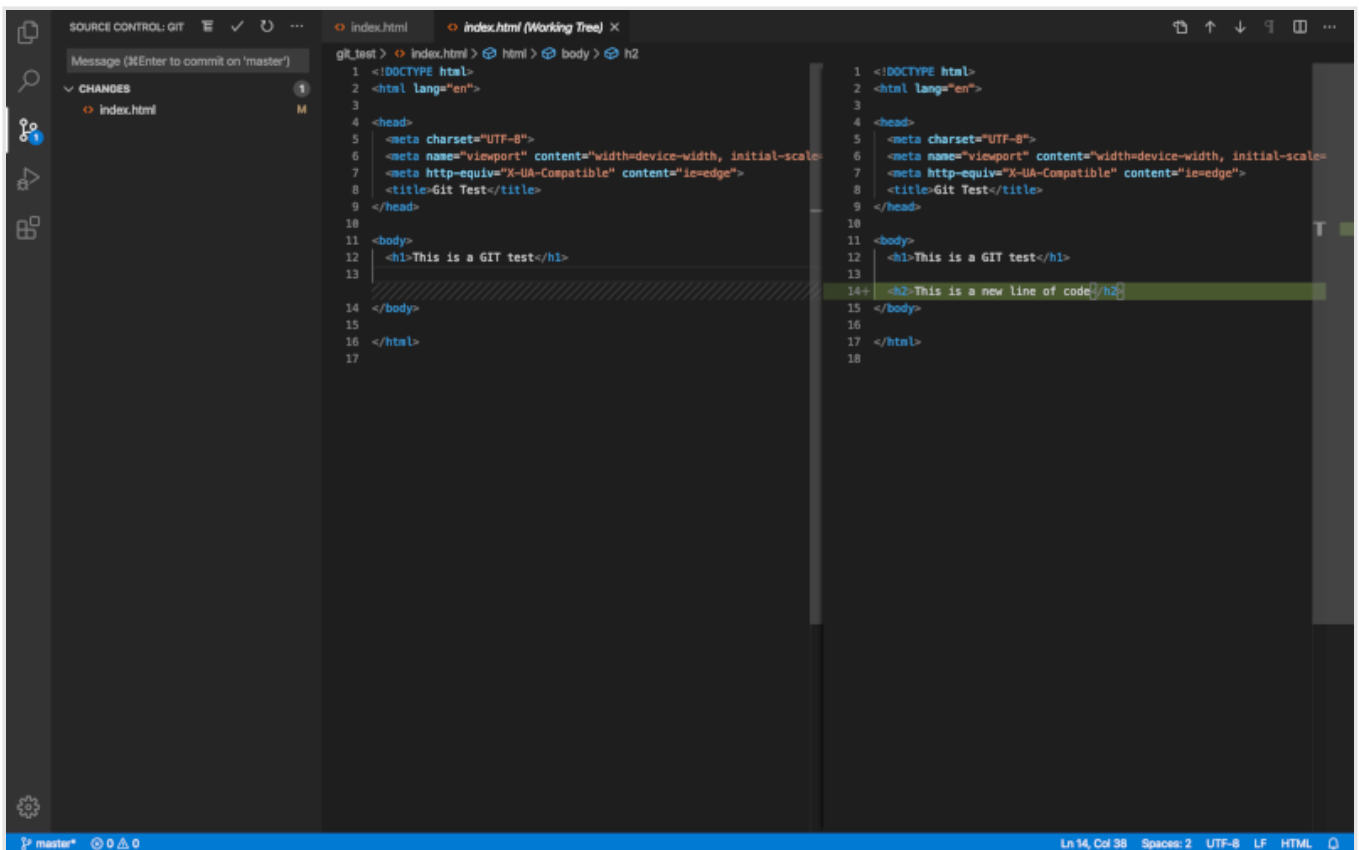 SOURCE CONTROL: GIT
Message (⌘Enter to commit on 'master')
CHANGES 1
index.html M
index.html index.html (Working Tree)
git_test > index.html > html > body > h2
1 <!DOCTYPE html>
2 <html lang="en">
3
4 <head>
5 <meta charset="UTF-8">
6 <meta name="viewport" content="width=device-width, initial-scale=
7 <meta http-equiv="X-UA-Compatible" content="ie=edge">
8 <title>Git Test</title>
9 </head>
10
11 <body>
12 <h1>This is a GIT test</h1>
13
14 </body>
15
16 </html>
17
1 <!DOCTYPE html>
2 <html lang="en">
3
4 <head>
5 <meta charset="UTF-8">
6 <meta name="viewport" content="width=device-width, initial-scale=
7 <meta http-equiv="X-UA-Compatible" content="ie=edge">
8 <title>Git Test</title>
9 </head>
10
11 <body>
12 <h1>This is a GIT test</h1>
13
14+ <h2>This is a new line of code</h2>
15 </body>
16
17 </html>
18
1
master* 0 0 Ln 14, Col 38 Spaces: 2 UTF-8 LF HTML